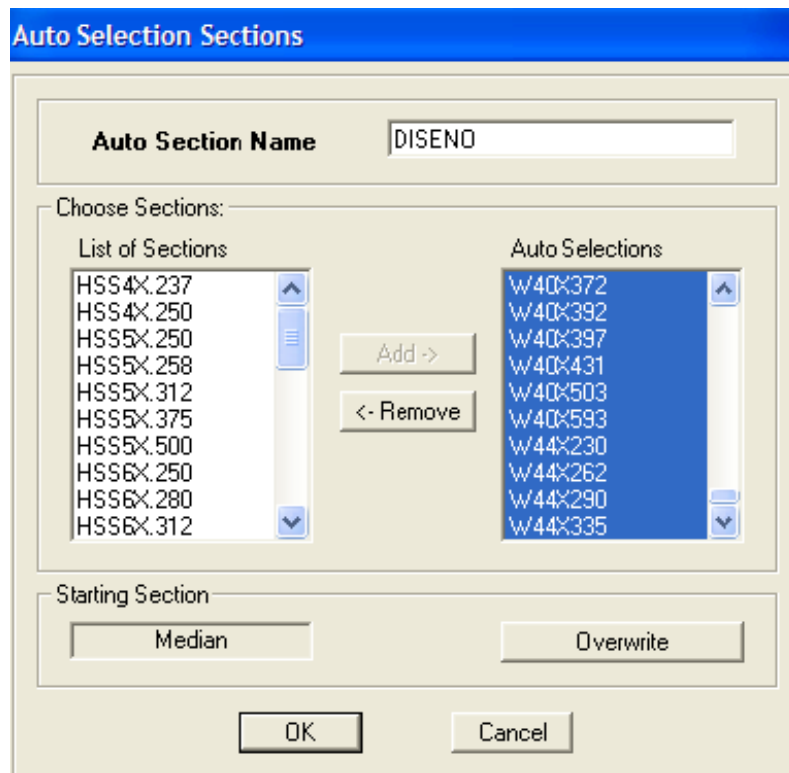 Auto Selection Sections
Auto Section Name DISENO
Choose Sections:
List of Sections
HSS4X.237
HSS4X.250
HSS5X.250
HSS5X.258
HSS5X.312
HSS5X.375
HSS5X.500
HSS6X.250
HSS6X.280
HSS6X.312
Add ->
<- Remove
Auto Selections
W40X372
W40X392
W40X397
W40X431
W40X503
W40X593
W44X230
W44X262
W44X290
W44X335
Starting Section
Median Overwrite
OK Cancel